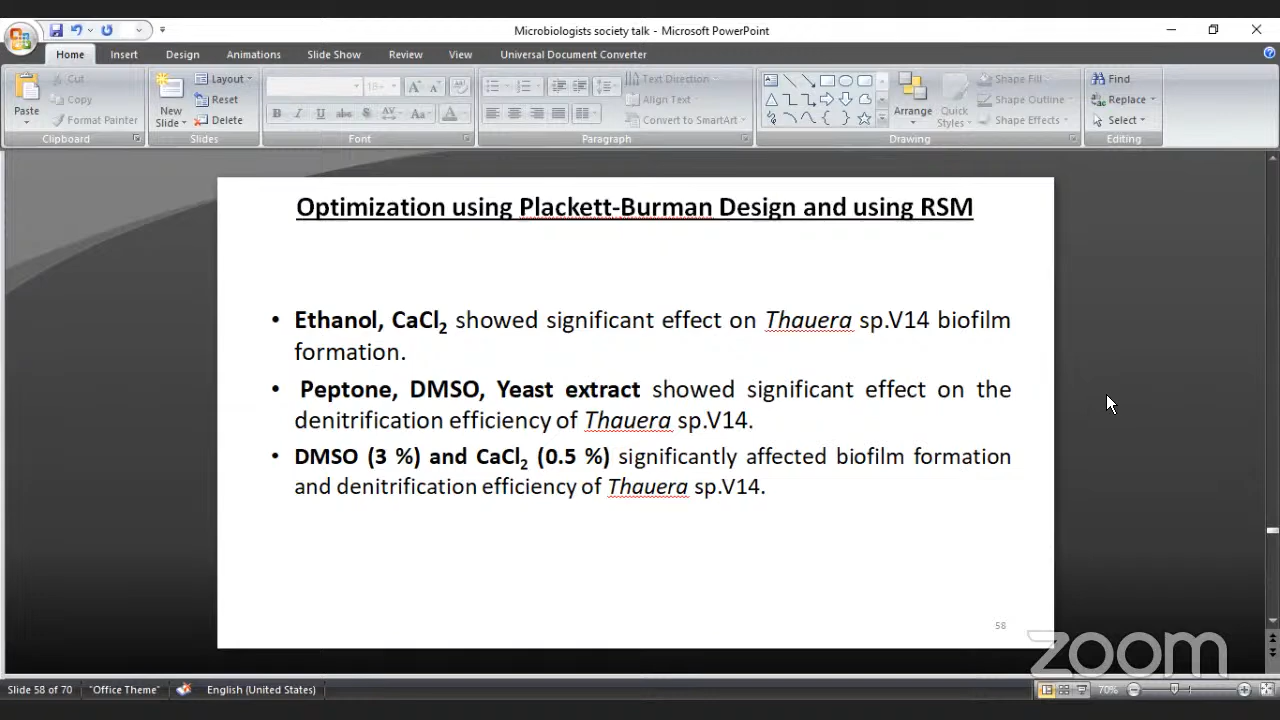 Microbiologists society talk - Microsoft PowerPoint
Home Insert Design Animations Slide Show Review View Universal Document Converter
Paste
Cut
Copy
Format Painter
Clipboard
New Slide
Layout
Reset
Delete
Slides
18+
B I U abc S AV Aa A
Font
Text Direction
Align Text
Convert to SmartArt
Paragraph
Arrange
Quick Styles
Shape Fill
Shape Outline
Shape Effects
Drawing
Find
Replace
Select
Editing
Optimization using Plackett-Burman Design and using RSM
• Ethanol, CaCl2 showed significant effect on Thauera sp.V14 biofilm
formation.
• Peptone, DMSO, Yeast extract showed significant effect on the
denitrification efficiency of Thauera sp.V14.
• DMSO (3 %) and CaCl2 (0.5 %) significantly affected biofilm formation
and denitrification efficiency of Thauera sp.V14.
58
zoom
Slide 58 of 70 "Office Theme" English (United States) 70%